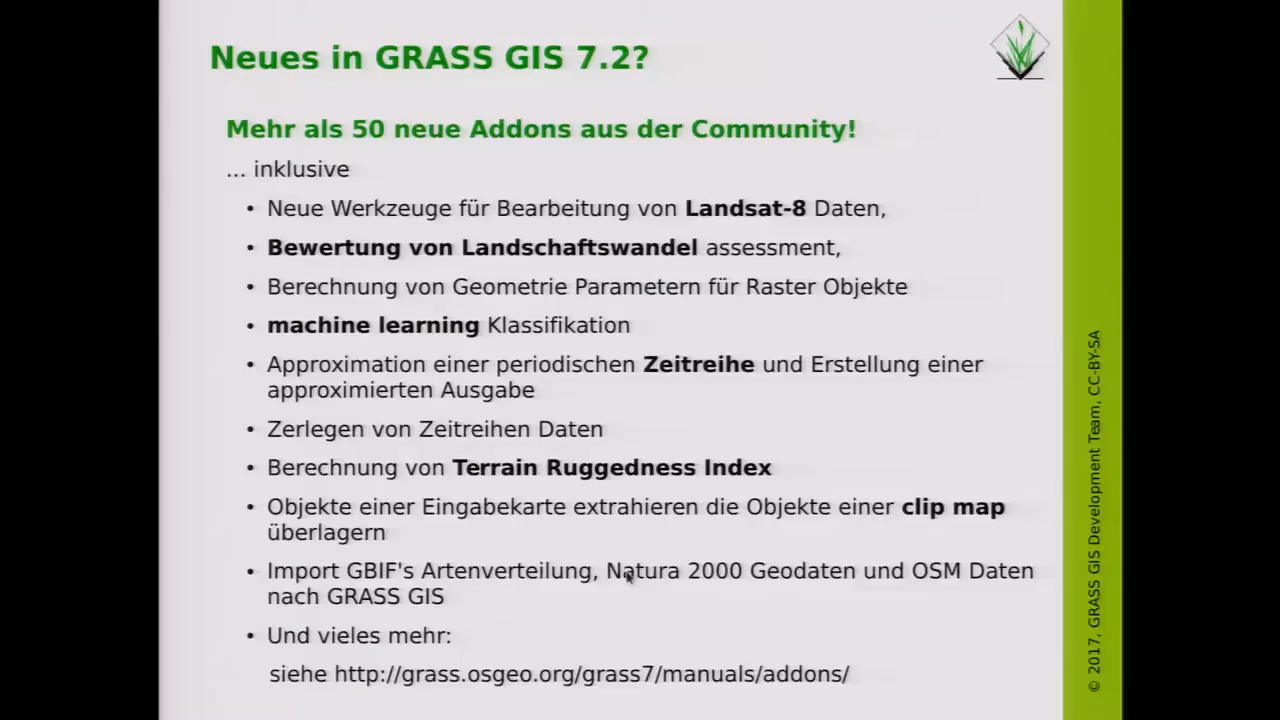 Neues in GRASS GIS 7.2?
Mehr als 50 neue Addons aus der Community!
... inklusive
• Neue Werkzeuge für Bearbeitung von Landsat-8 Daten,
• Bewertung von Landschaftswandel assessment,
• Berechnung von Geometrie Parametern für Raster Objekte
• machine learning Klassifikation
• Approximation einer periodischen Zeitreihe und Erstellung einer
approximierten Ausgabe
• Zerlegen von Zeitreihen Daten
• Berechnung von Terrain Ruggedness Index
• Objekte einer Eingabekarte extrahieren die Objekte einer clip map
überlagern
• Import GBIF's Artenverteilung, Natura 2000 Geodaten und OSM Daten
nach GRASS GIS
• Und vieles mehr:
siehe http://grass.osgeo.org/grass7/manuals/addons/
© 2017, GRASS GIS Development Team, CC-BY-SA